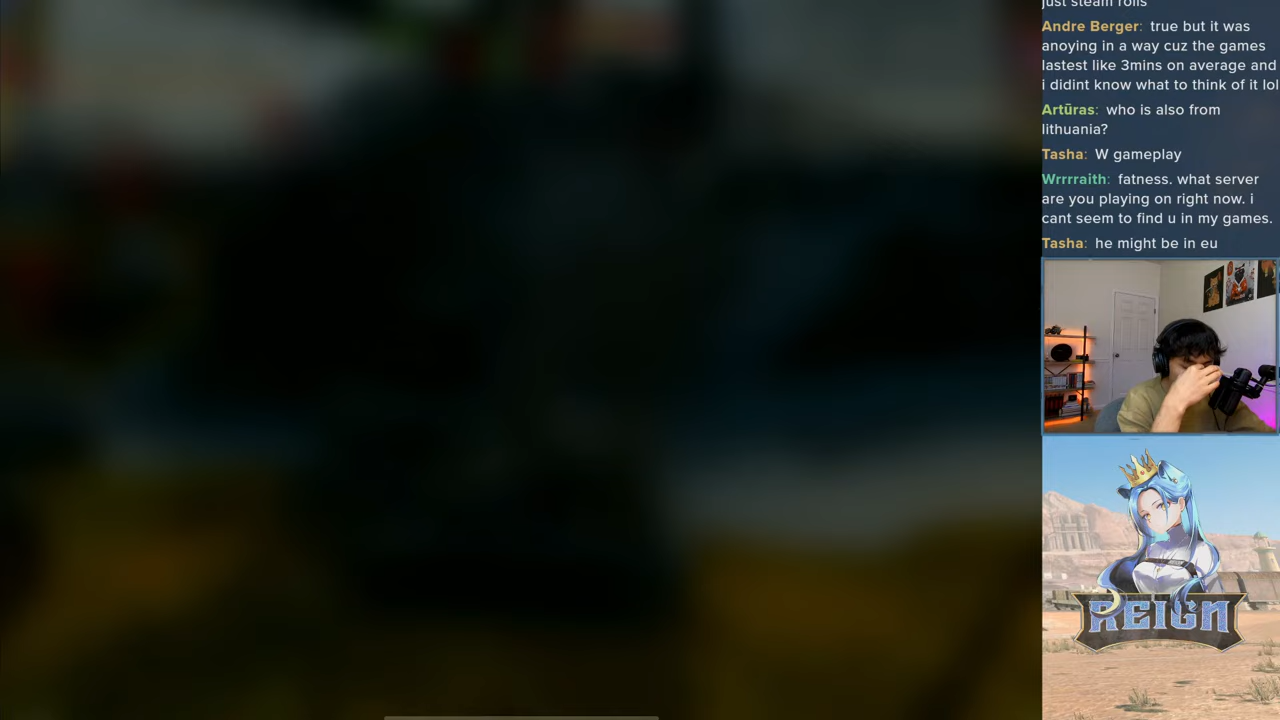 just steam rolls
Andre Berger: true but it was
anoying in a way cuz the games
lastest like 3mins on average and
i didint know what to think of it lol
Artūras: who is also from
lithuania?
Tasha: W gameplay
Wrrrraith: fatness. what server
are you playing on right now. i
cant seem to find u in my games.
Tasha: he might be in eu
REIGN